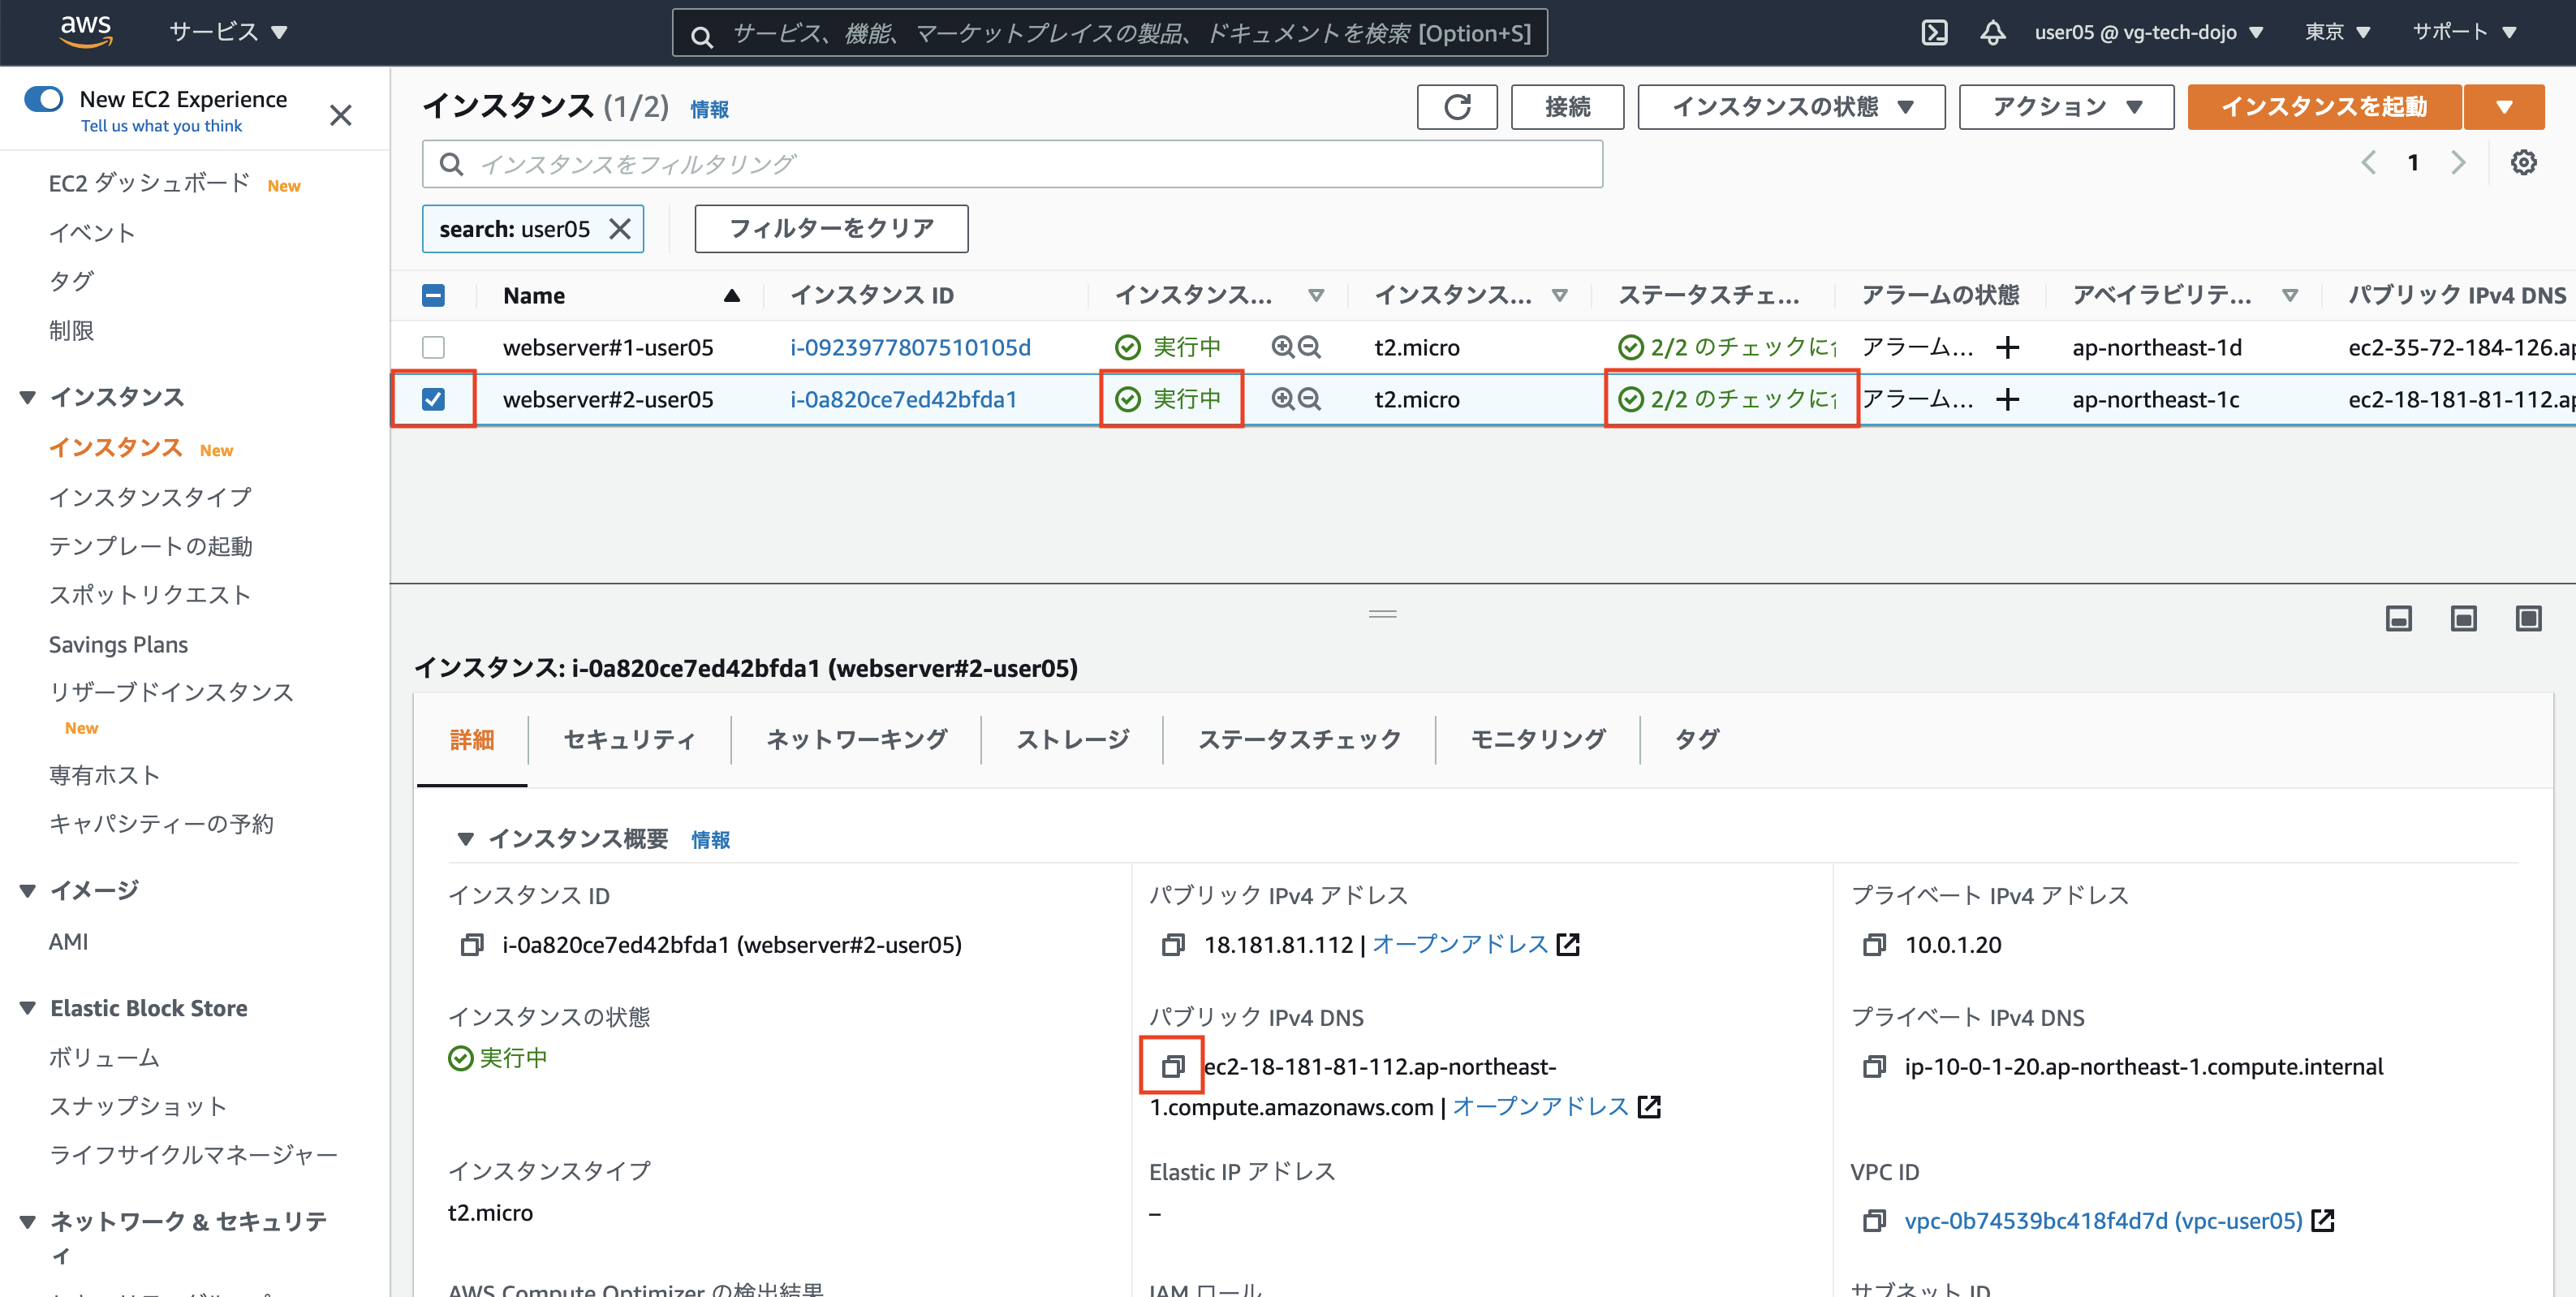 aws サービス ▼ サービス、機能、マーケットプレイスの製品、ドキュメントを検索 [Option+S] user05 @ vg-tech-dojo ▼ 東京 ▼ サポート ▼
New EC2 Experience
Tell us what you think
EC2 ダッシュボード New
イベント
タグ
制限
▼ インスタンス
インスタンス New
インスタンスタイプ
テンプレートの起動
スポットリクエスト
Savings Plans
リザーブドインスタンス
New
専有ホスト
キャパシティーの予約
▼ イメージ
AMI
▼ Elastic Block Store
ボリューム
スナップショット
ライフサイクルマネージャー
▼ ネットワーク & セキュリテ
ィ
インスタンス (1/2) 情報 接続 インスタンスの状態 ▼ アクション ▼ インスタンスを起動 ▼
インスタンスをフィルタリング
1
search: user05 フィルターをクリア
Name ▲ インスタンス ID インスタンス... インスタンス... ステータスチェ... アラームの状態 アベイラビリテ... パブリック IPv4 DNS
webserver#1-user05 i-0923977807510105d 実行中 t2.micro 2/2 のチェックに アラーム... ap-northeast-1d ec2-35-72-184-126.ap
webserver#2-user05 i-0a820ce7ed42bfda1 実行中 t2.micro 2/2 のチェックに アラーム... ap-northeast-1c ec2-18-181-81-112.ap
インスタンス: i-0a820ce7ed42bfda1 (webserver#2-user05)
詳細 セキュリティ ネットワーキング ストレージ ステータスチェック モニタリング タグ
▼ インスタンス概要 情報
インスタンス ID
i-0a820ce7ed42bfda1 (webserver#2-user05)
インスタンスの状態
実行中
インスタンスタイプ
t2.micro
AWS Compute Optimizer の検出結果
パブリック IPv4 アドレス
18.181.81.112 | オープンアドレス
パブリック IPv4 DNS
ec2-18-181-81-112.ap-northeast-
1.compute.amazonaws.com | オープンアドレス
Elastic IP アドレス
–
IAM ロール
プライベート IPv4 アドレス
10.0.1.20
プライベート IPv4 DNS
ip-10-0-1-20.ap-northeast-1.compute.internal
VPC ID
vpc-0b74539bc418f4d7d (vpc-user05)
サブネット ID